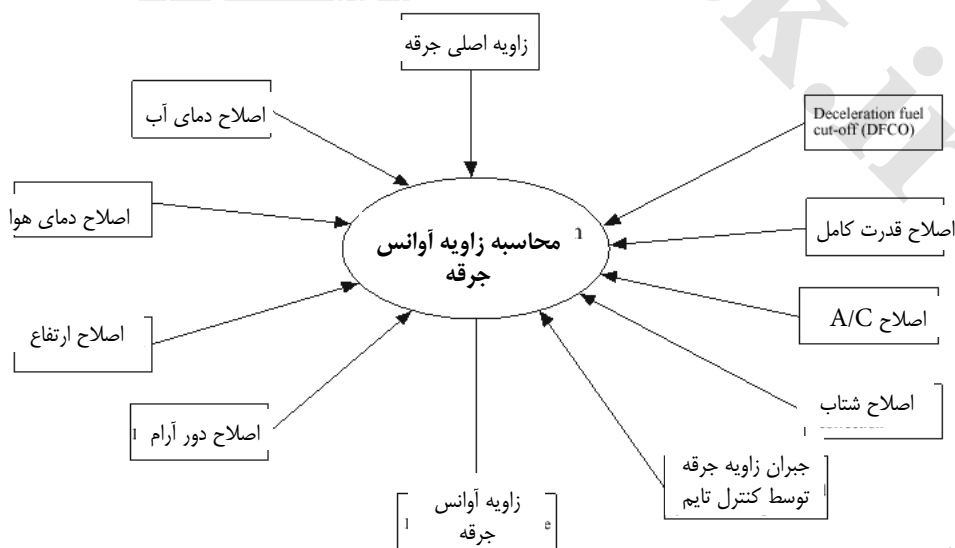 زاویه اصلی جرقه
اصلاح دمای آب
Deceleration fuel
cut-off (DFCO)
اصلاح دمای هوا
اصلاح قدرت کامل
محاسبه زاویه آوانس
جرقه
اصلاح A/C
اصلاح ارتفاع
اصلاح شتاب
اصلاح دور آرام
جبران زاویه جرقه
توسط کنترل تایم
زاویه آوانس
جرقه
k.ir